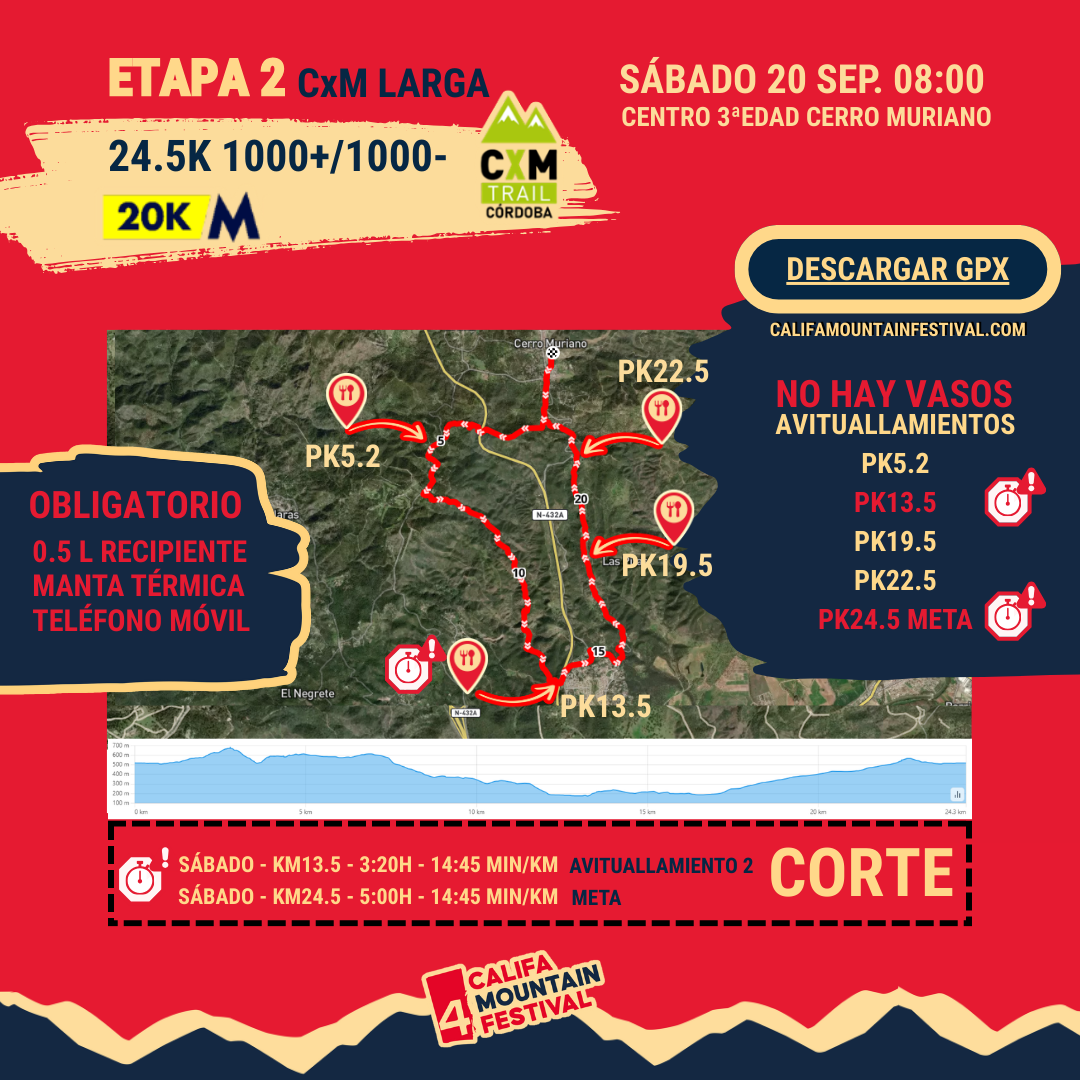 ETAPA 2 CxM LARGA
24.5K 1000+/1000-
20K M
CXM
TRAIL
CÓRDOBA
SÁBADO 20 SEP. 08:00
CENTRO 3ªEDAD CERRO MURIANO
DESCARGAR GPX
CALIFAMOUNTAINFESTIVAL.COM
NO HAY VASOS
AVITUALLAMIENTOS
PK5.2
PK13.5
PK19.5
PK22.5
PK24.5 META
OBLIGATORIO
0.5 L RECIPIENTE
MANTA TÉRMICA
TELÉFONO MÓVIL
Cerro Muriano
PK22.5
PK5.2
5
20
N-432A
PK19.5
10
15
El Negrete
PK13.5
N-432A
700 m
600 m
500 m
400 m
300 m
200 m
100 m
0 km
5 km
10 km
15 km
20 km
24.3 km
SÁBADO - KM13.5 - 3:20H - 14:45 MIN/KM AVITUALLAMIENTO 2
SÁBADO - KM24.5 - 5:00H - 14:45 MIN/KM META
CORTE
4 CALIFA
MOUNTAIN
FESTIVAL